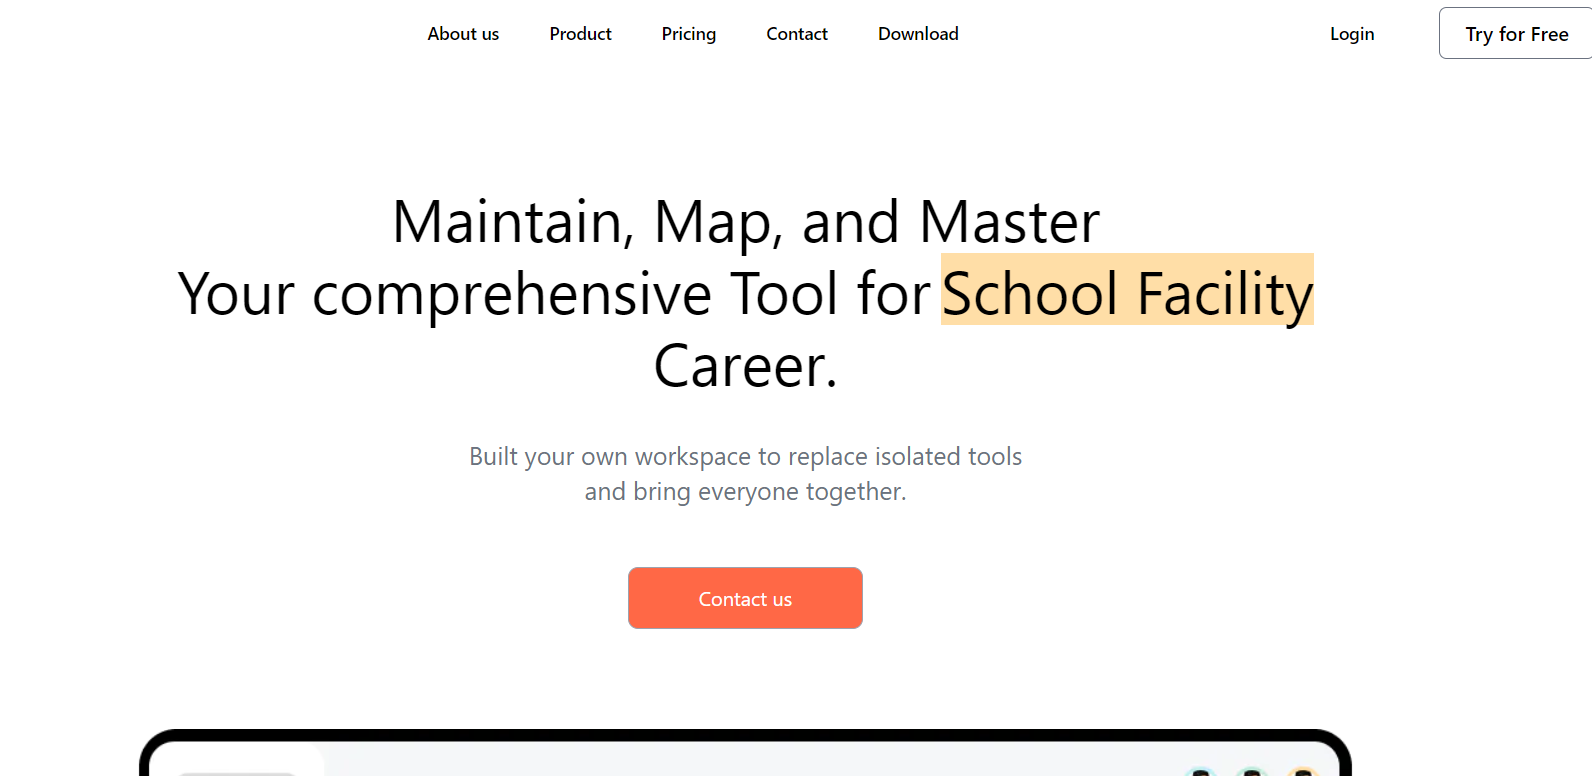 About us Product Pricing Contact Download Login Try for Free
Maintain, Map, and Master
Your comprehensive Tool for School Facility
Career.
Built your own workspace to replace isolated tools
and bring everyone together.
Contact us